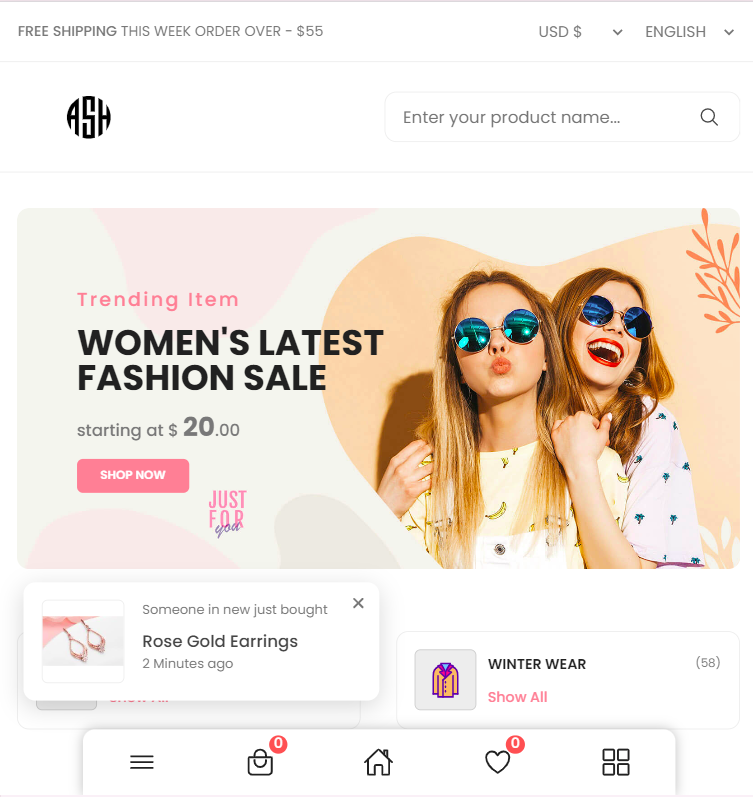 FREE SHIPPING THIS WEEK ORDER OVER - $55
USD $
ENGLISH
ASH
Enter your product name...
Trending Item
WOMEN'S LATEST
FASHION SALE
starting at $ 20.00
SHOP NOW
JUST
FOR
you
Someone in new just bought
Rose Gold Earrings
2 Minutes ago
WINTER WEAR
(58)
Show All
0
0